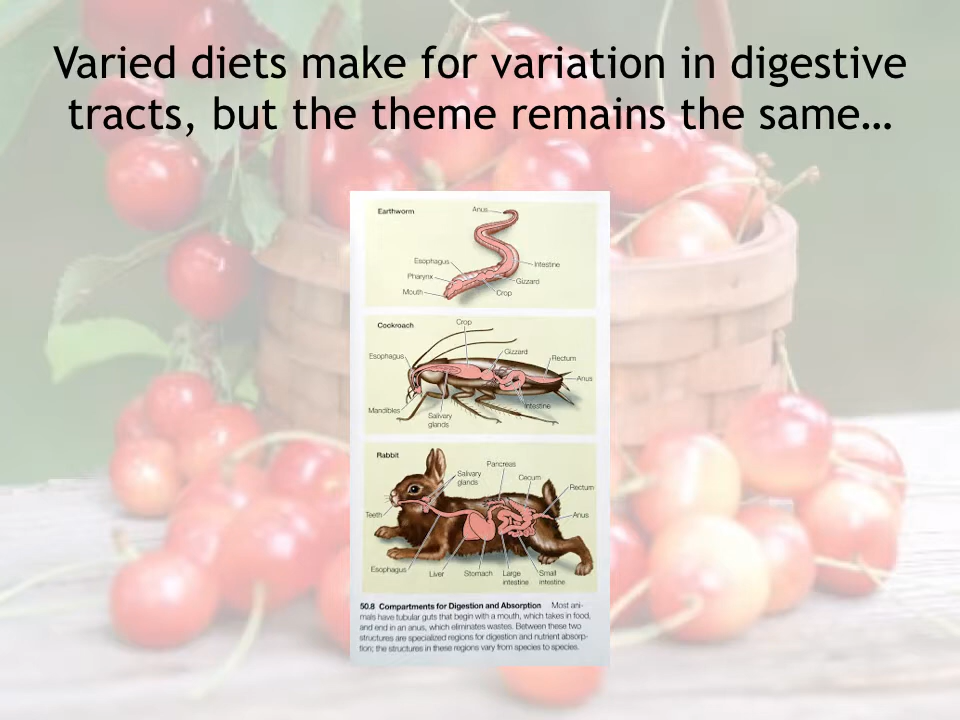 Varied diets make for variation in digestive
tracts, but the theme remains the same…
Earthworm
Anus
Esophagus
Intestine
Pharynx
Gizzard
Mouth
Crop
Cockroach
Crop
Esophagus
Gizzard
Rectum
Anus
Mandibles
Salivary
glands
Intestine
Rabbit
Pancreas
Salivary
glands
Cecum
Rectum
Teeth
Anus
Esophagus
Liver
Stomach
Large
intestine
Small
intestine
50.8 Compartments for Digestion and Absorption Most ani-
mals have tubular guts that begin with a mouth, which takes in food,
and end in an anus, which eliminates wastes. Between these two
structures are specialized regions for digestion and nutrient absorp-
tion; the structures in these regions vary from species to species.